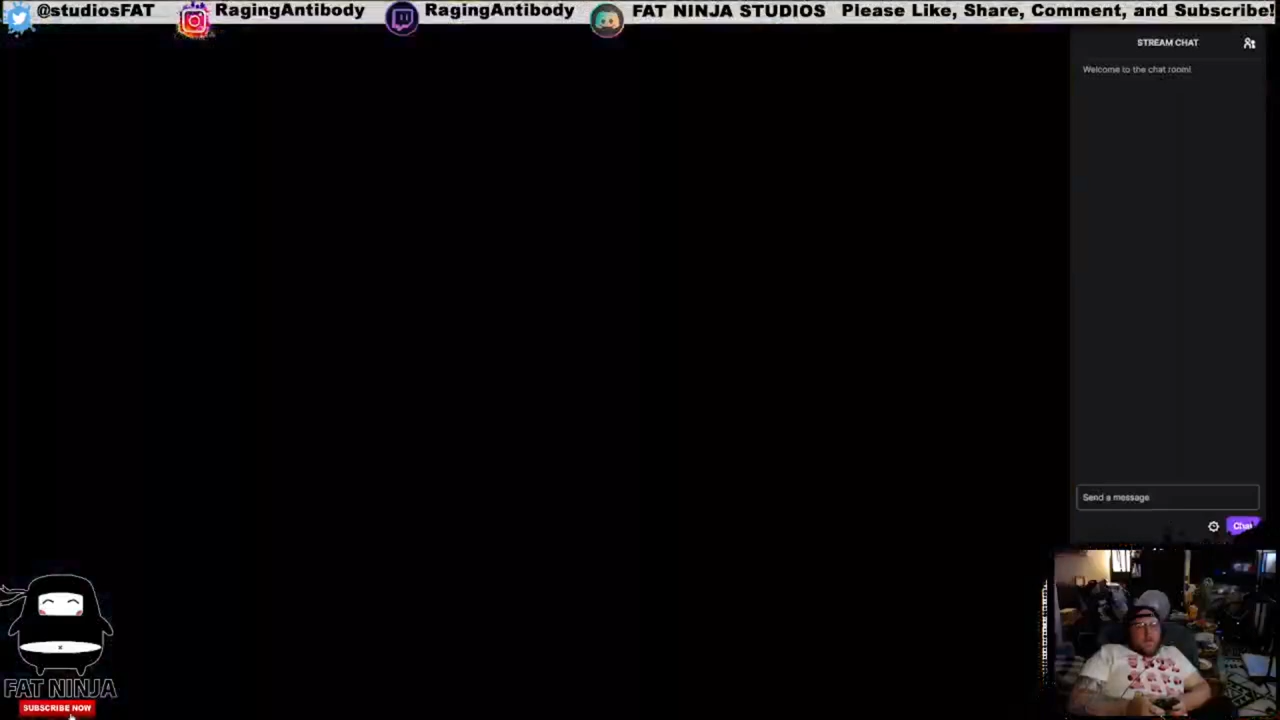 @studiosFAT RagingAntibody RagingAntibody FAT NINJA STUDIOS Please Like, Share, Comment, and Subscribe!
STREAM CHAT
Welcome to the chat room!
Send a message
Chat
FAT NINJA
SUBSCRIBE NOW